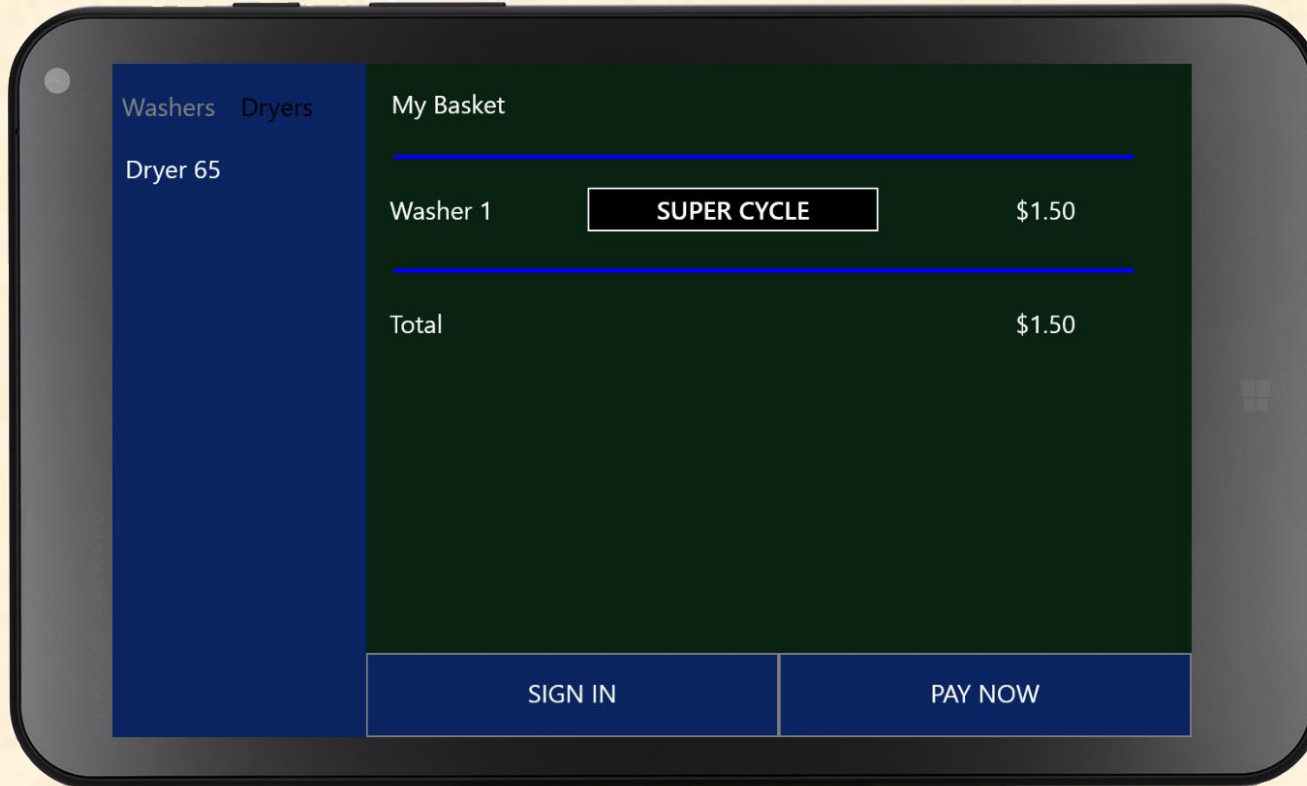 Washers Dryers
Dryer 65
My Basket
Washer 1 SUPER CYCLE $1.50
Total $1.50
SIGN IN PAY NOW